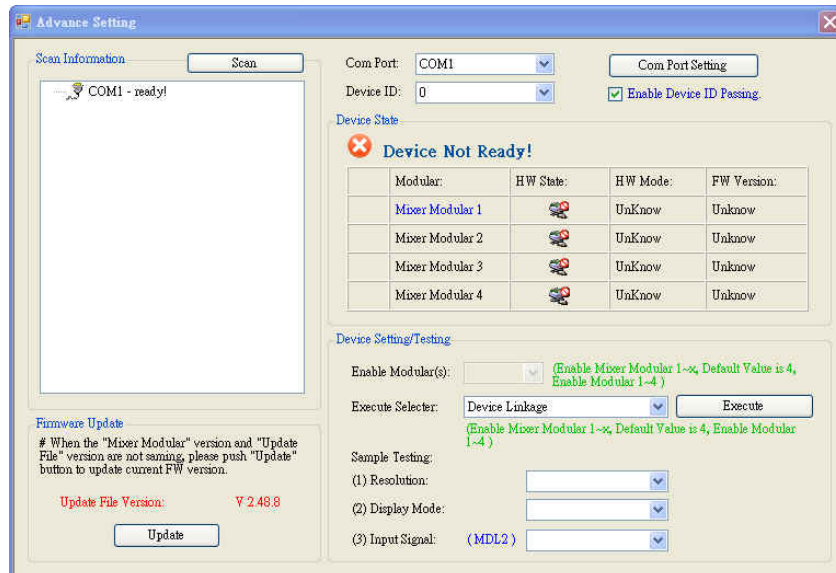 Advance Setting
Scan Information
Scan
COM1 - ready!
Com Port:
COM1
Com Port Setting
Device ID:
0
Enable Device ID Passing.
Device State
Device Not Ready!
Modular: HW State: HW Mode: FW Version:
Mixer Modular 1 UnKnow Unknow
Mixer Modular 2 UnKnow Unknow
Mixer Modular 3 UnKnow Unknow
Mixer Modular 4 UnKnow Unknow
Device Setting/Testing
Enable Modular(s):
(Enable Mixer Modular 1~x, Default Value is 4,
Enable Modular 1~4 )
Execute Selecter:
Device Linkage
Execute
(Enable Mixer Modular 1~x, Default Value is 4, Enable Modular
1~4 )
Sample Testing:
(1) Resolution:
(2) Display Mode:
(3) Input Signal: ( MDL2 )
Firmware Update
# When the "Mixer Modular" version and "Update
File" version are not saming, please push "Update"
button to update current FW version.
Update File Version: V 2.48.8
Update